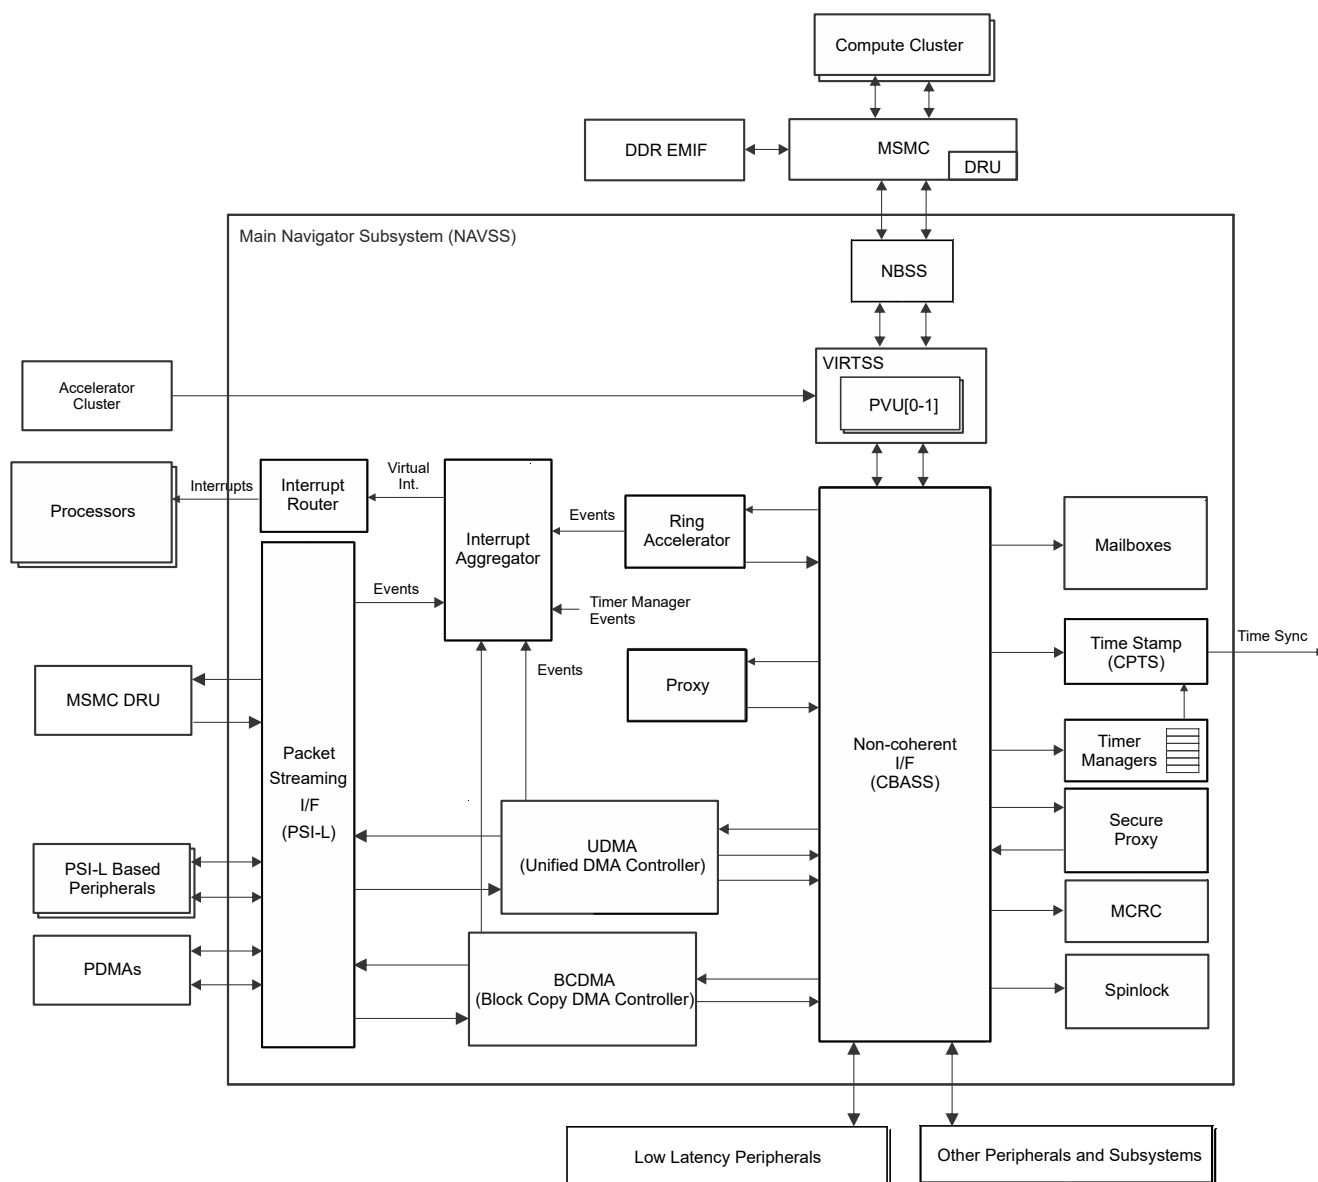 Compute Cluster
DDR EMIF
MSMC
DRU
Main Navigator Subsystem (NAVSS)
NBSS
VIRTSS
PVU[0-1]
Accelerator
Cluster
Processors
Interrupts
Interrupt
Router
Virtual
Int.
Interrupt
Aggregator
Events
Ring
Accelerator
Mailboxes
Events
Timer Manager
Events
Time Stamp
(CPTS)
Time Sync
Events
Proxy
MSMC DRU
Packet
Streaming
I/F
(PSI-L)
Non-coherent
I/F
(CBASS)
Timer
Managers
Secure
Proxy
UDMA
(Unified DMA Controller)
PSI-L Based
Peripherals
MCRC
PDMAs
BCDMA
(Block Copy DMA Controller)
Spinlock
Low Latency Peripherals
Other Peripherals and Subsystems